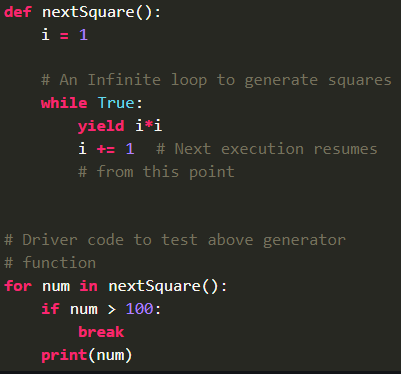 def nextSquare():
    i = 1

    # An Infinite loop to generate squares
    while True:
        yield i*i
        i += 1  # Next execution resumes
        # from this point


# Driver code to test above generator
# function
for num in nextSquare():
    if num > 100:
        break
    print(num)